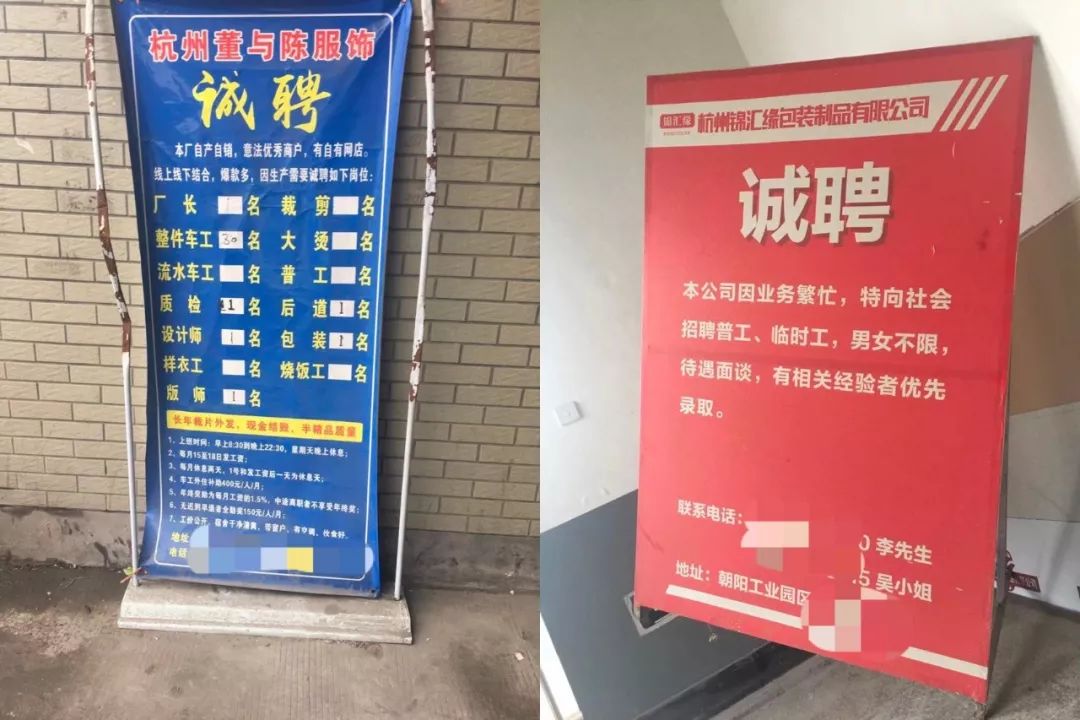 杭州董与陈服饰
诚聘
本厂自产自销，意法优秀商户，有自有网店。
线上线下结合，爆款多，因生产需要诚聘如下岗位：
厂长 1 名 裁剪 名
整件车工 30 名 大烫 名
流水车工 名 普工 名
质检 1 名 后道 1 名
设计师 1 名 包装 1 名
样衣工 名 烧饭工 名
版师 1 名
长年裁片外发，现金结账，半精品质量
1、上班时间：早上8:30到晚上22:30，星期天晚上休息；
2、每月15至18日发工资；
3、每月休息两天，1号和发工资后一天为休息天；
4、车工外住补助400元/人/月；
5、年终奖励为每月工资的1.5%，中途离职者不享受年终奖；
6、无迟到早退者全勤奖150元/人/月；
7、工价公开，宿舍干净清爽，带窗户，有空调，伙食好。
地址
电话
锦汇缘 杭州锦汇缘包装制品有限公司
诚聘
本公司因业务繁忙，特向社会
招聘普工、临时工，男女不限，
待遇面谈，有相关经验者优先
录取。
联系电话： 0 李先生
5 吴小姐
地址：朝阳工业园区